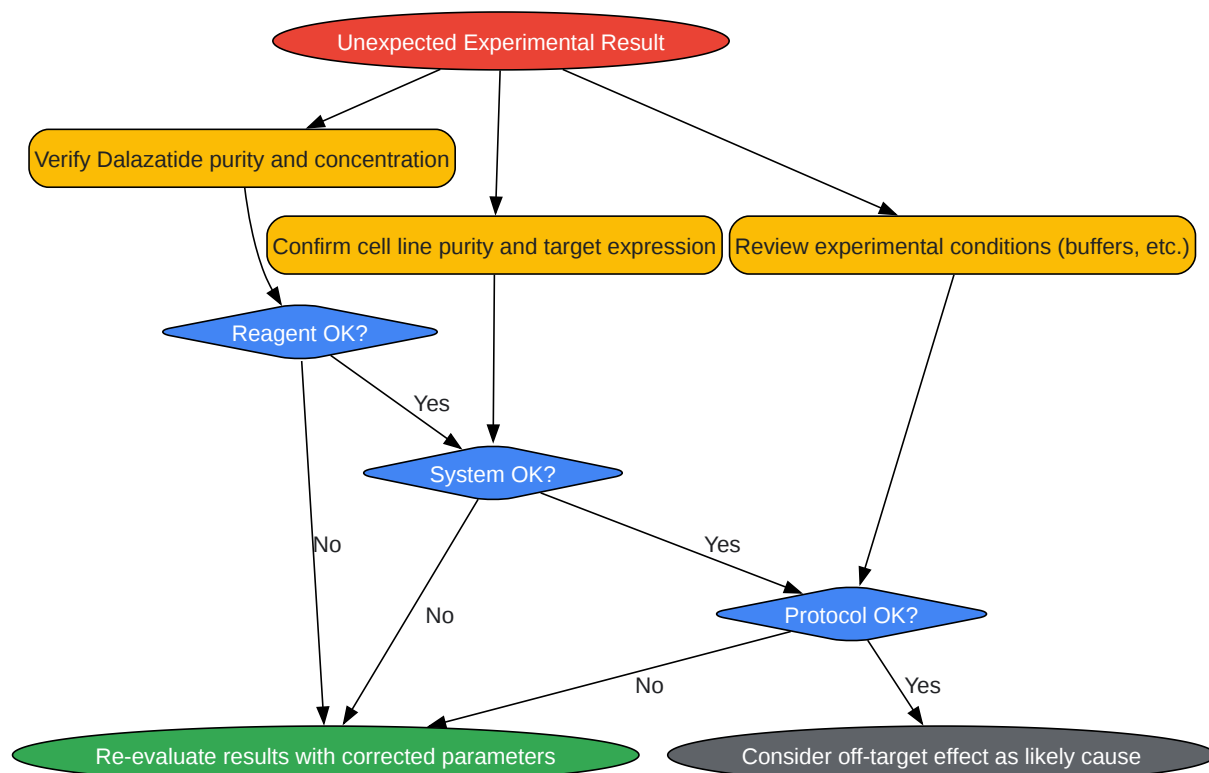 Unexpected Experimental Result
Verify Dalazatide purity and concentration
Confirm cell line purity and target expression
Review experimental conditions (buffers, etc.)
Reagent OK?
Yes
System OK?
No
Yes
No
Protocol OK?
No
Yes
Re-evaluate results with corrected parameters
Consider off-target effect as likely cause